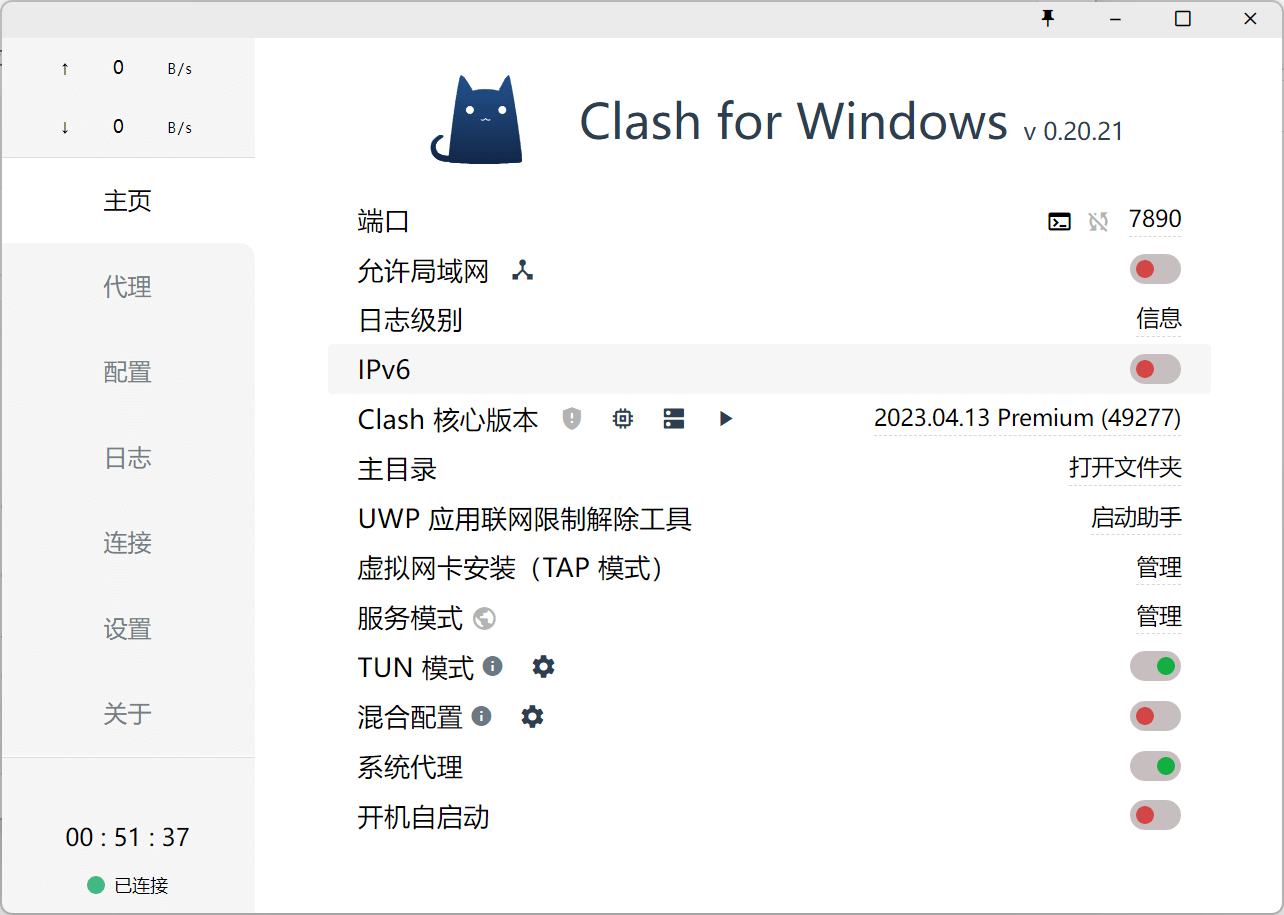 ↑ 0 B/s
↓ 0 B/s
主页
代理
配置
日志
连接
设置
关于
00 : 51 : 37
已连接
Clash for Windows v 0.20.21
端口 7890
允许局域网
日志级别 信息
IPv6
Clash 核心版本 2023.04.13 Premium (49277)
主目录 打开文件夹
UWP 应用联网限制解除工具 启动助手
虚拟网卡安装（TAP 模式） 管理
服务模式 管理
TUN 模式
混合配置
系统代理
开机自启动